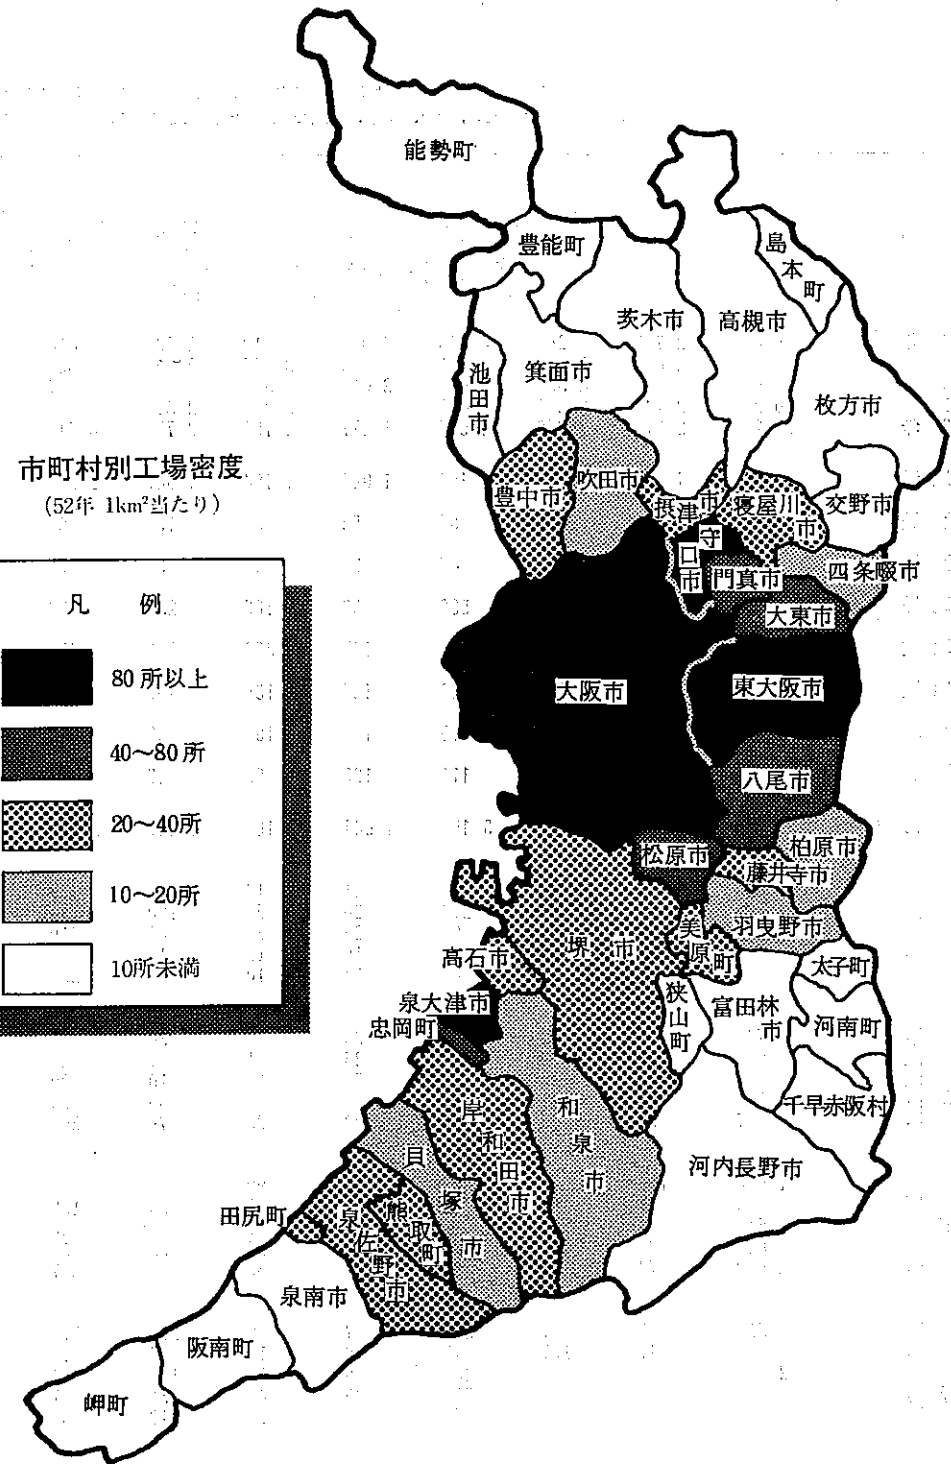 市町村別工場密度
(52年 1km²当たり)
凡 例
80所以上
40〜80所
20〜40所
10〜20所
10所未満
能勢町
豊能町
島本町
茨木市
高槻市
池田市
箕面市
枚方市
豊中市
吹田市
摂津市
寝屋川市
交野市
守口市
門真市
四条畷市
大東市
大阪市
東大阪市
八尾市
松原市
柏原市
藤井寺市
羽曳野市
美原町
堺市
高石市
太子町
泉大津市
忠岡町
狭山町
富田林市
河南町
千早赤阪村
岸和田市
和泉市
貝塚市
河内長野市
田尻町
泉佐野市
熊取町
泉南市
阪南町
岬町